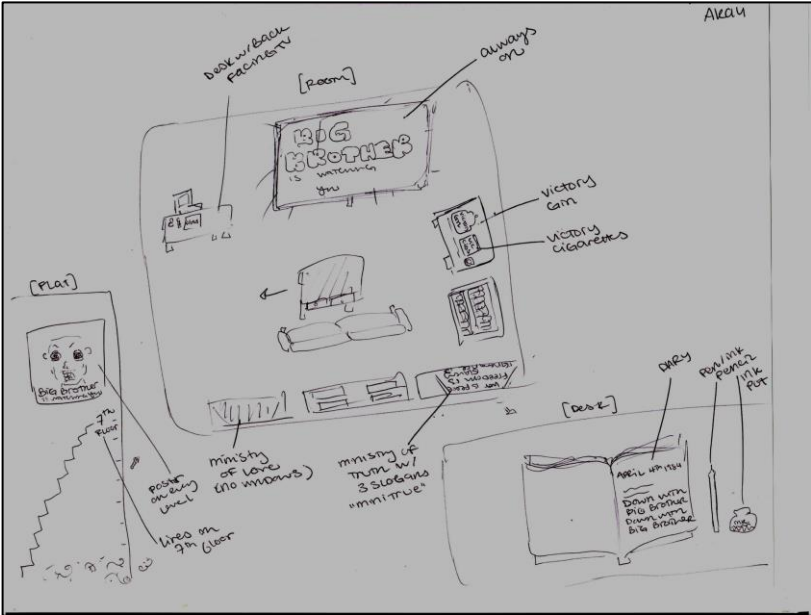 Akau
DESK W/BACK
FACING TV
[ROOM]
always
on
BIG
BROTHER
IS WATCHING
YOU
VICTORY
GIN
VICTORY
CIGARETTES
[FLAT]
BIG BROTHER
7th
FLOOR
POSTER
ON EVERY
LEVEL
lives on
7th floor
ministry
of love
(no windows)
ministry of
Truth w/
3 slogans
"minitrue"
[DESK]
DIARY
pen/ink
pencil
ink
pot
APRIL 4th 1984
DOWN WITH
BIG BROTHER
DOWN WITH
BIG BROTHER
INK